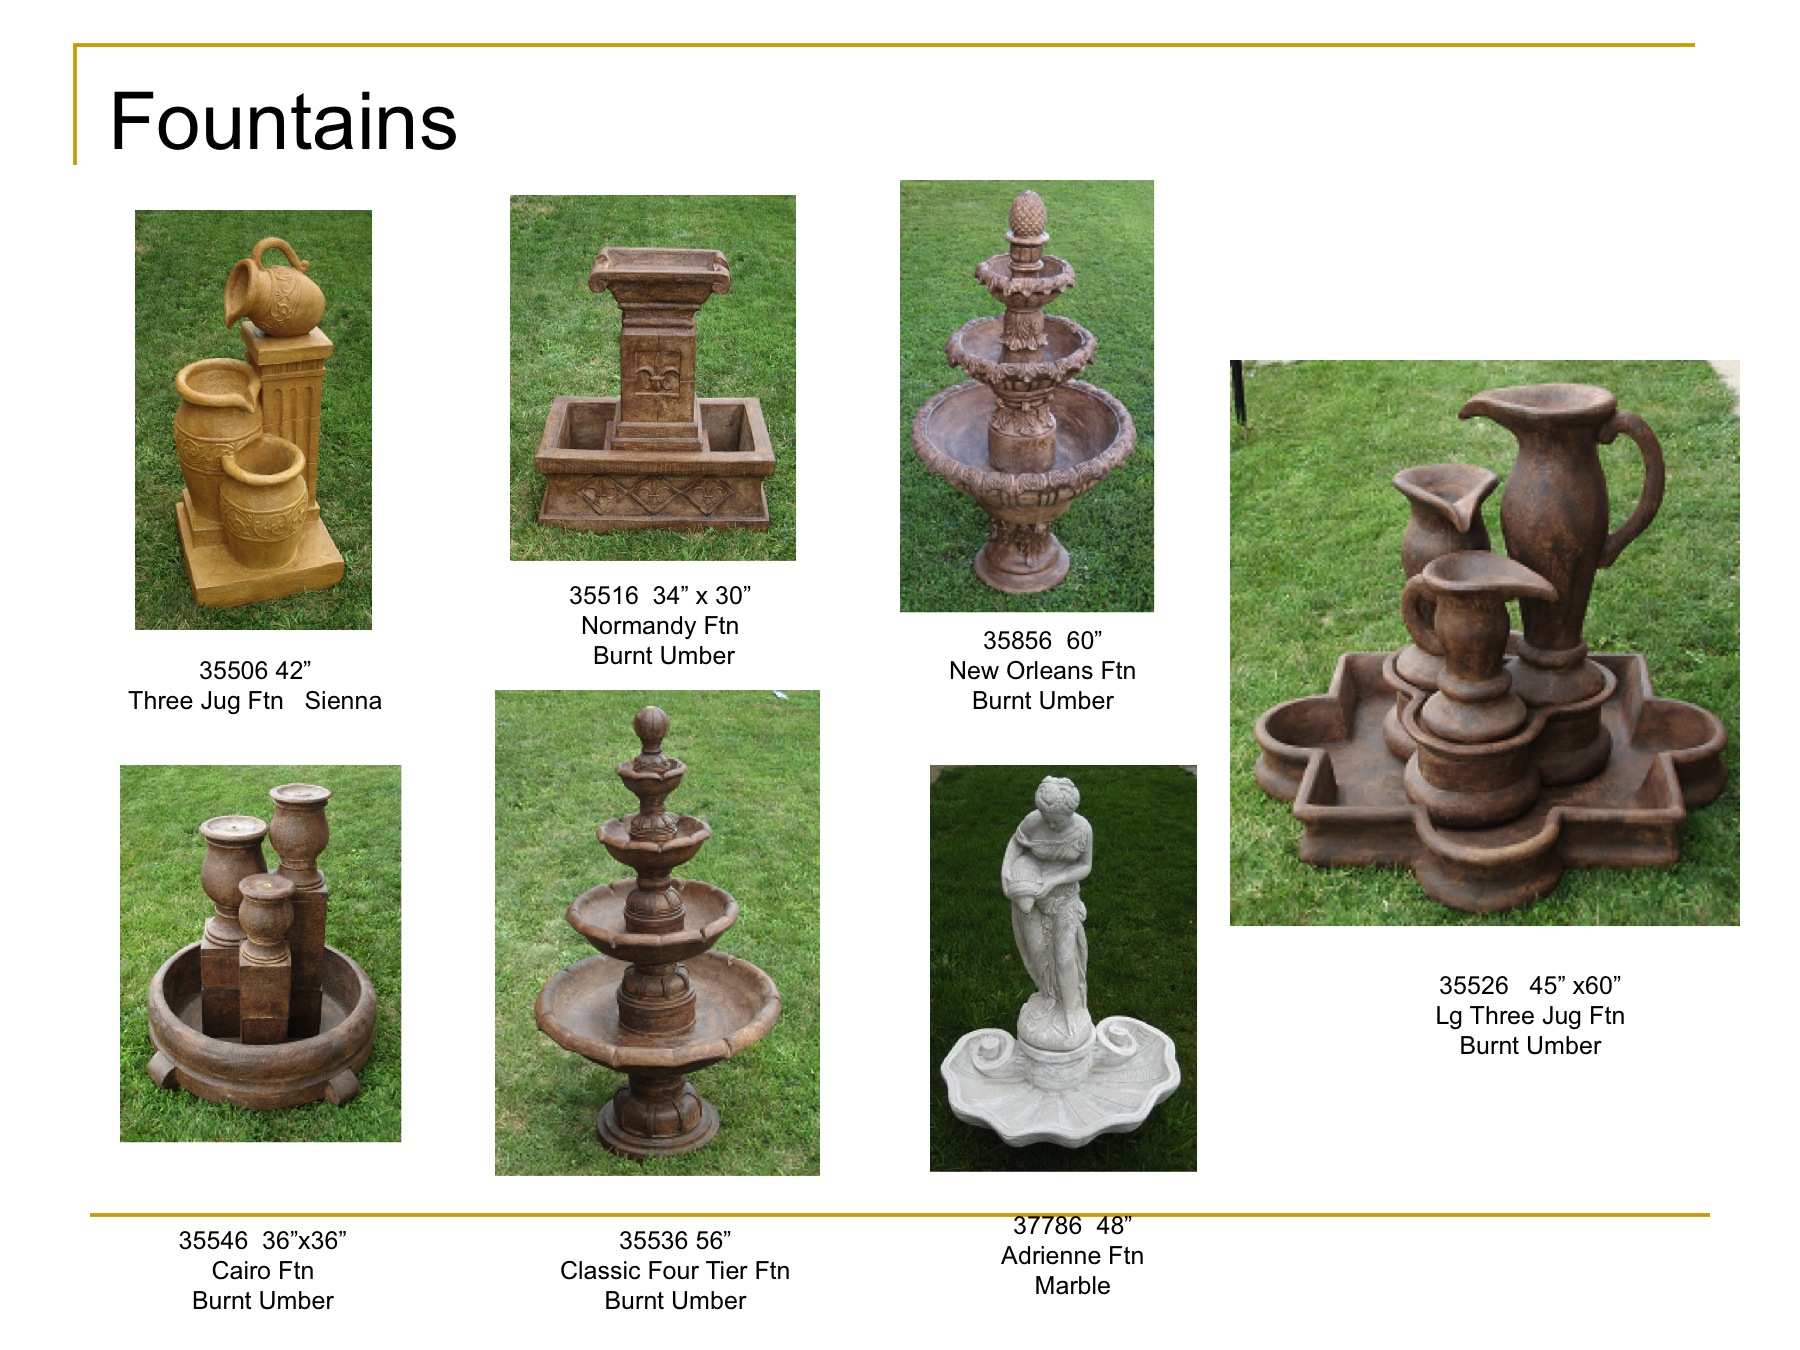 Fountains
35506 42”
Three Jug Ftn   Sienna
35516  34” x 30”
Normandy Ftn
Burnt Umber
35856  60”
New Orleans Ftn
Burnt Umber
35526   45” x60”
Lg Three Jug Ftn
Burnt Umber
35546  36”x36”
Cairo Ftn
Burnt Umber
35536 56”
Classic Four Tier Ftn
Burnt Umber
37786  48”
Adrienne Ftn
Marble